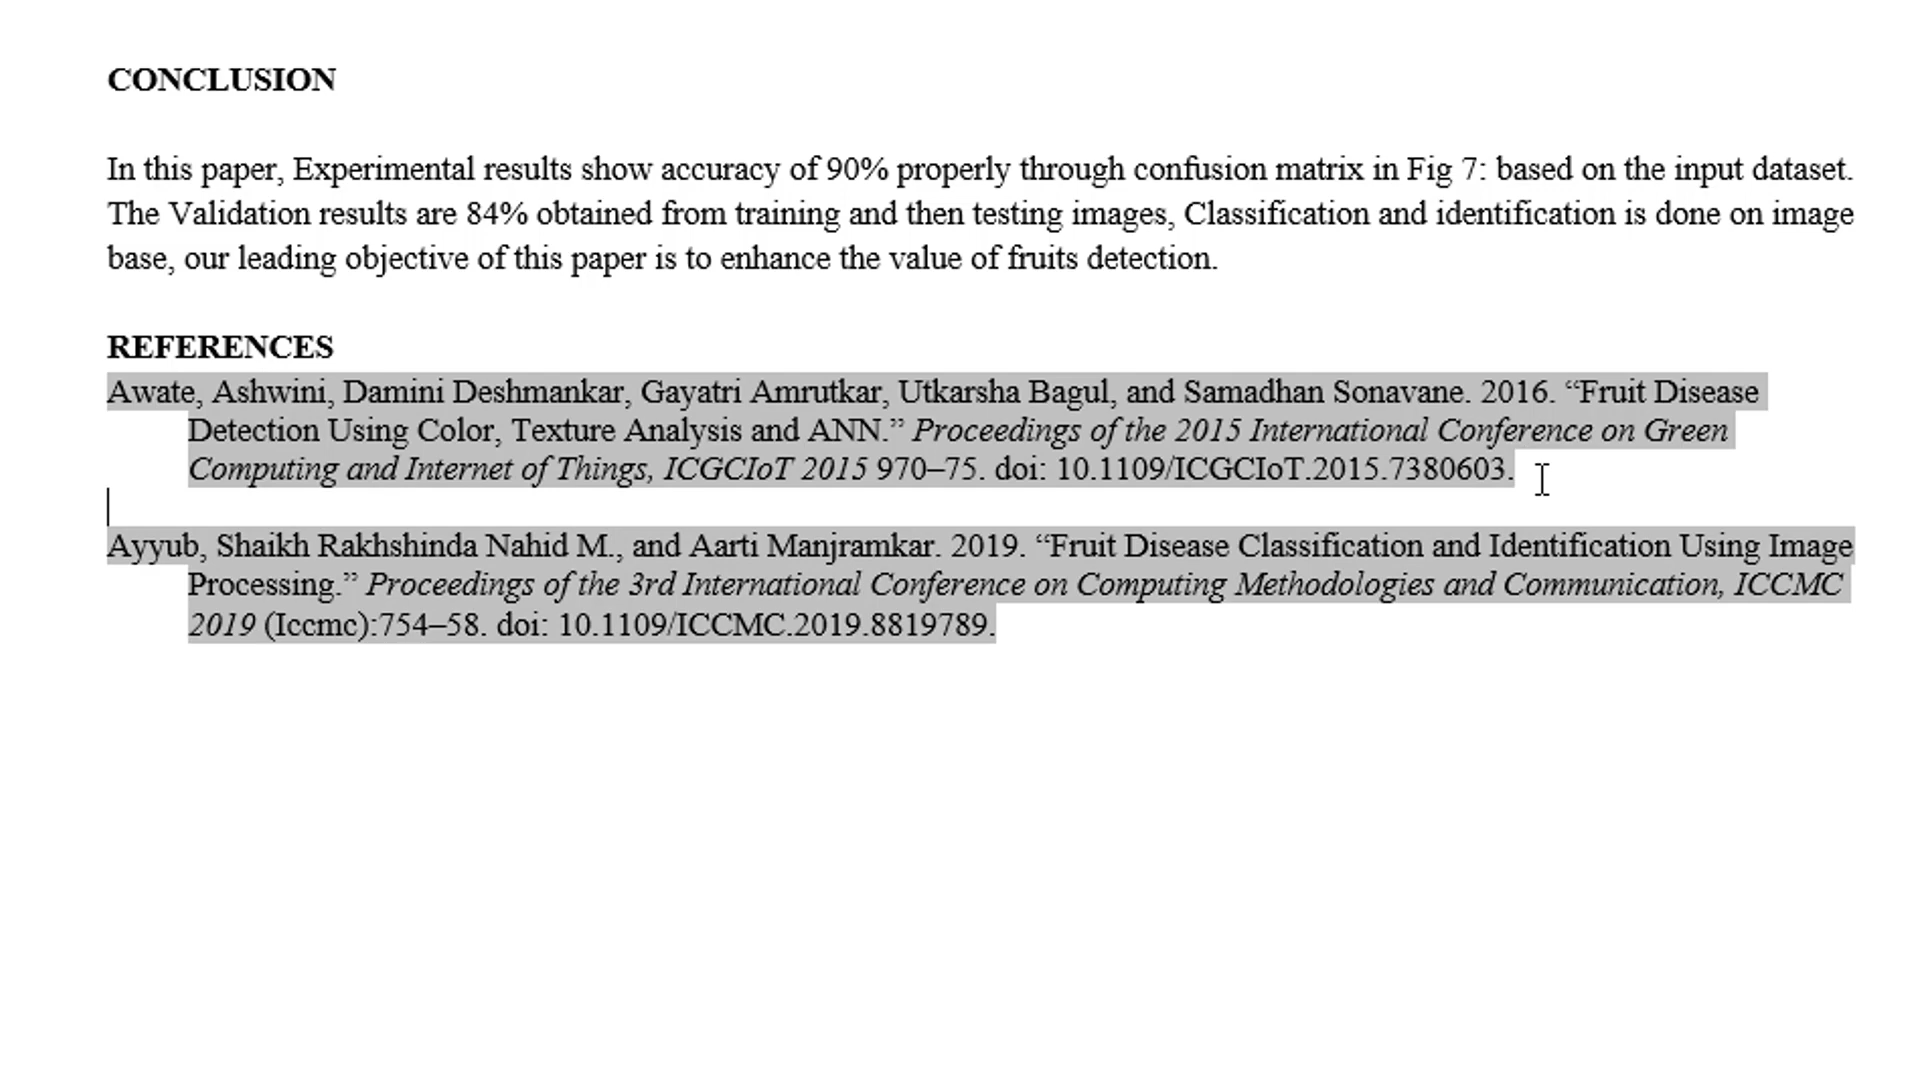 CONCLUSION
In this paper, Experimental results show accuracy of 90% properly through confusion matrix in Fig 7: based on the input dataset.
The Validation results are 84% obtained from training and then testing images, Classification and identification is done on image
base, our leading objective of this paper is to enhance the value of fruits detection.
REFERENCES
Awate, Ashwini, Damini Deshmankar, Gayatri Amrutkar, Utkarsha Bagul, and Samadhan Sonavane. 2016. “Fruit Disease
Detection Using Color, Texture Analysis and ANN.” Proceedings of the 2015 International Conference on Green
Computing and Internet of Things, ICGCIoT 2015 970–75. doi: 10.1109/ICGCIoT.2015.7380603.
Ayyub, Shaikh Rakhshinda Nahid M., and Aarti Manjramkar. 2019. “Fruit Disease Classification and Identification Using Image
Processing.” Proceedings of the 3rd International Conference on Computing Methodologies and Communication, ICCMC
2019 (Iccmc):754–58. doi: 10.1109/ICCMC.2019.8819789.